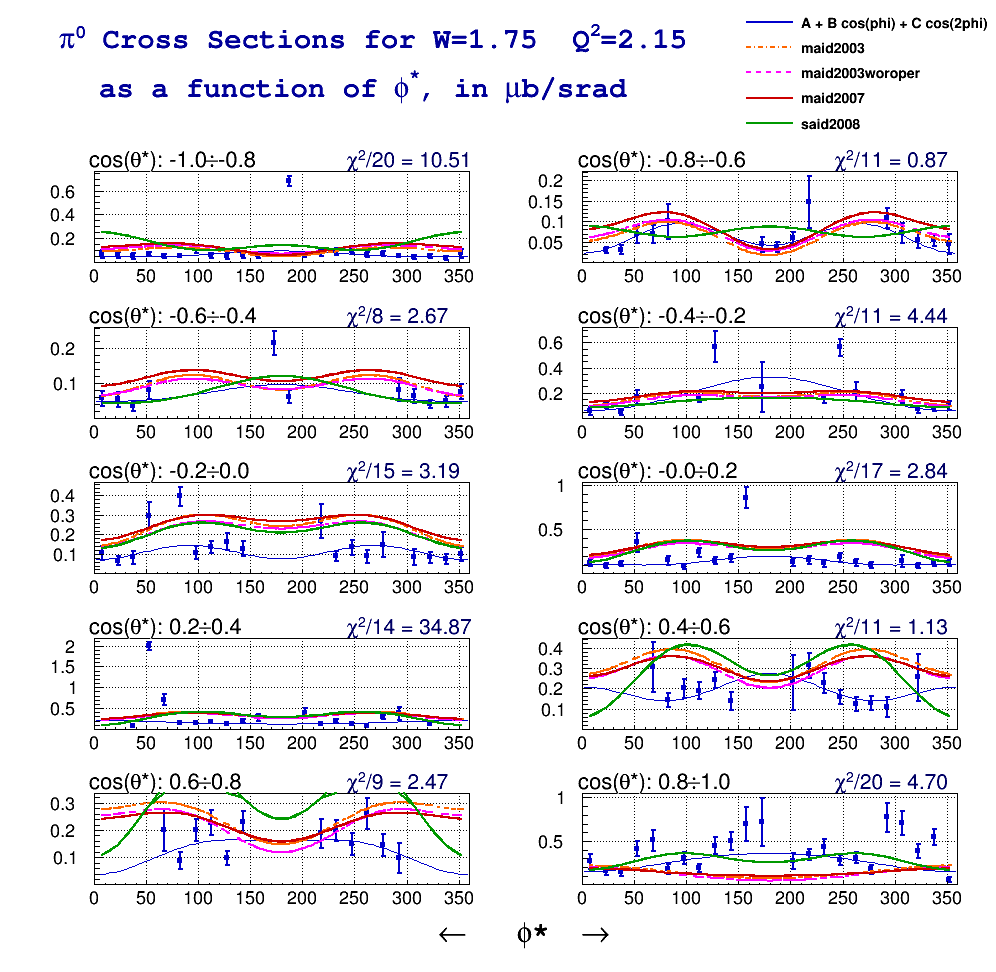 π⁰ Cross Sections for W=1.75 Q²=2.15
as a function of ϕ*, in μb/srad
A + B cos(phi) + C cos(2phi)
maid2003
maid2003woroper
maid2007
said2008
cos(θ*): -1.0÷-0.8 χ²/20 = 10.51
0.6
0.4
0.2
0 50 100 150 200 250 300 350
cos(θ*): -0.8÷-0.6 χ²/11 = 0.87
0.2
0.15
0.1
0.05
0 50 100 150 200 250 300 350
cos(θ*): -0.6÷-0.4 χ²/8 = 2.67
0.2
0.1
0 50 100 150 200 250 300 350
cos(θ*): -0.4÷-0.2 χ²/11 = 4.44
0.6
0.4
0.2
0 50 100 150 200 250 300 350
cos(θ*): -0.2÷0.0 χ²/15 = 3.19
0.4
0.3
0.2
0.1
0 50 100 150 200 250 300 350
cos(θ*): -0.0÷0.2 χ²/17 = 2.84
1
0.5
0 50 100 150 200 250 300 350
cos(θ*): 0.2÷0.4 χ²/14 = 34.87
2
1.5
1
0.5
0 50 100 150 200 250 300 350
cos(θ*): 0.4÷0.6 χ²/11 = 1.13
0.4
0.3
0.2
0.1
0 50 100 150 200 250 300 350
cos(θ*): 0.6÷0.8 χ²/9 = 2.47
0.3
0.2
0.1
0 50 100 150 200 250 300 350
cos(θ*): 0.8÷1.0 χ²/20 = 4.70
1
0.5
0 50 100 150 200 250 300 350
← ϕ* →